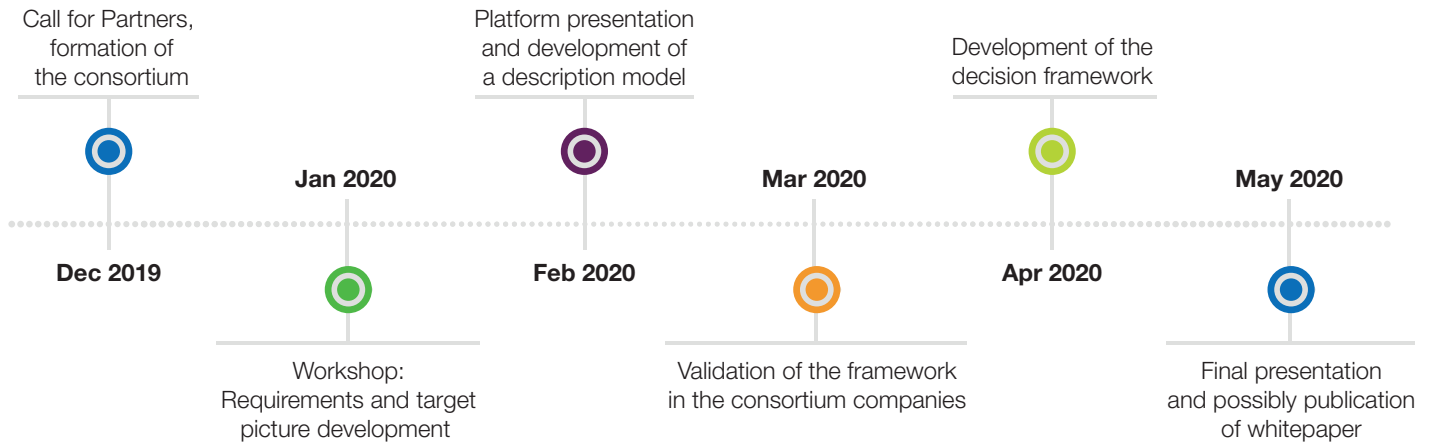 Call for Partners,
formation of
the consortium
Dec 2019
Jan 2020
Workshop:
Requirements and target
picture development
Platform presentation
and development of
a description model
Feb 2020
Mar 2020
Validation of the framework
in the consortium companies
Development of the
decision framework
Apr 2020
May 2020
Final presentation
and possibly publication
of whitepaper